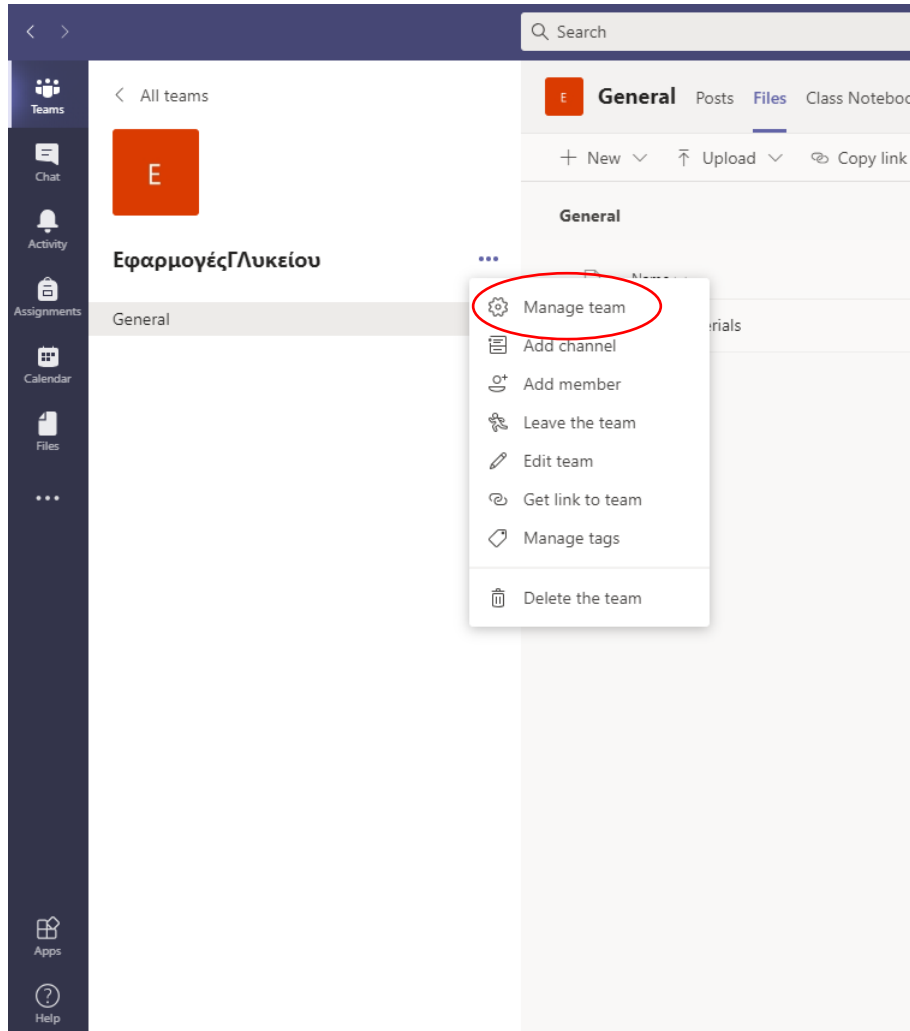 Search
Teams
Chat
Activity
Assignments
Calendar
Files
Apps
Help
All teams
E
ΕφαρμογέςΓΛυκείου
General
E General Posts Files Class Noteboo
New Upload Copy link
General
Manage team
Add channel
Add member
Leave the team
Edit team
Get link to team
Manage tags
Delete the team
erials